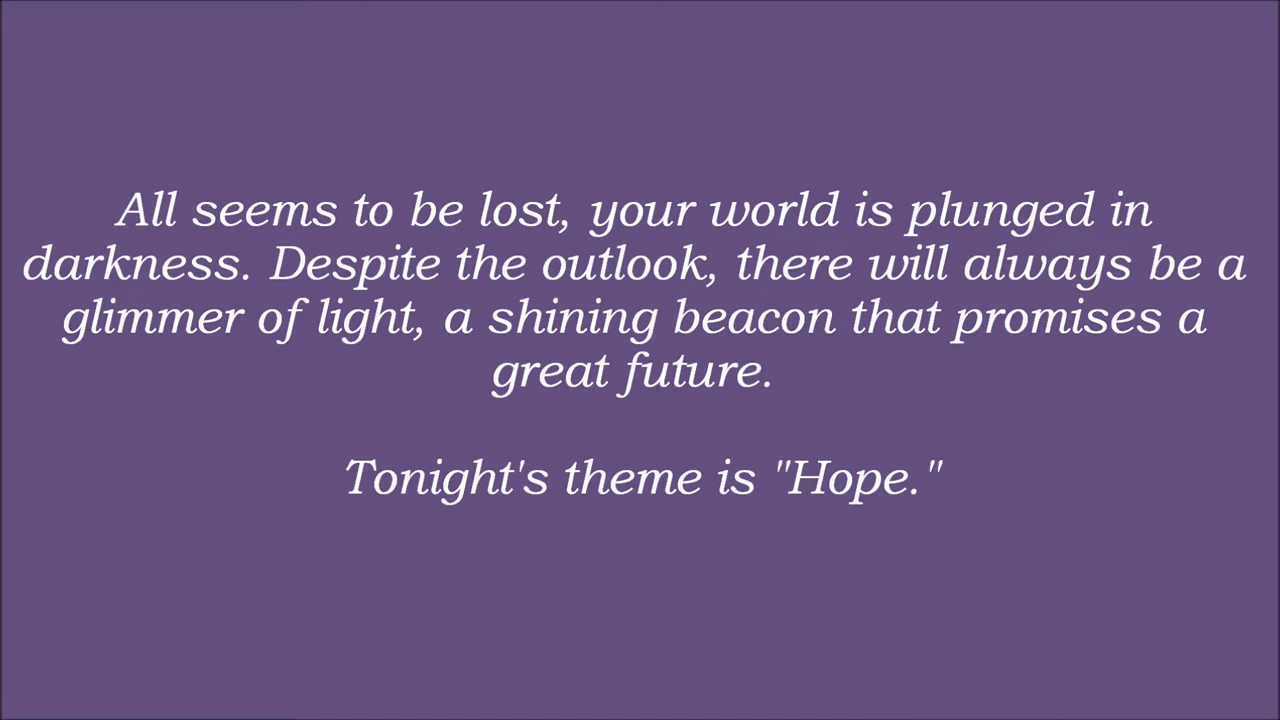 All seems to be lost, your world is plunged in
darkness. Despite the outlook, there will always be a
glimmer of light, a shining beacon that promises a
great future.
Tonight's theme is "Hope."